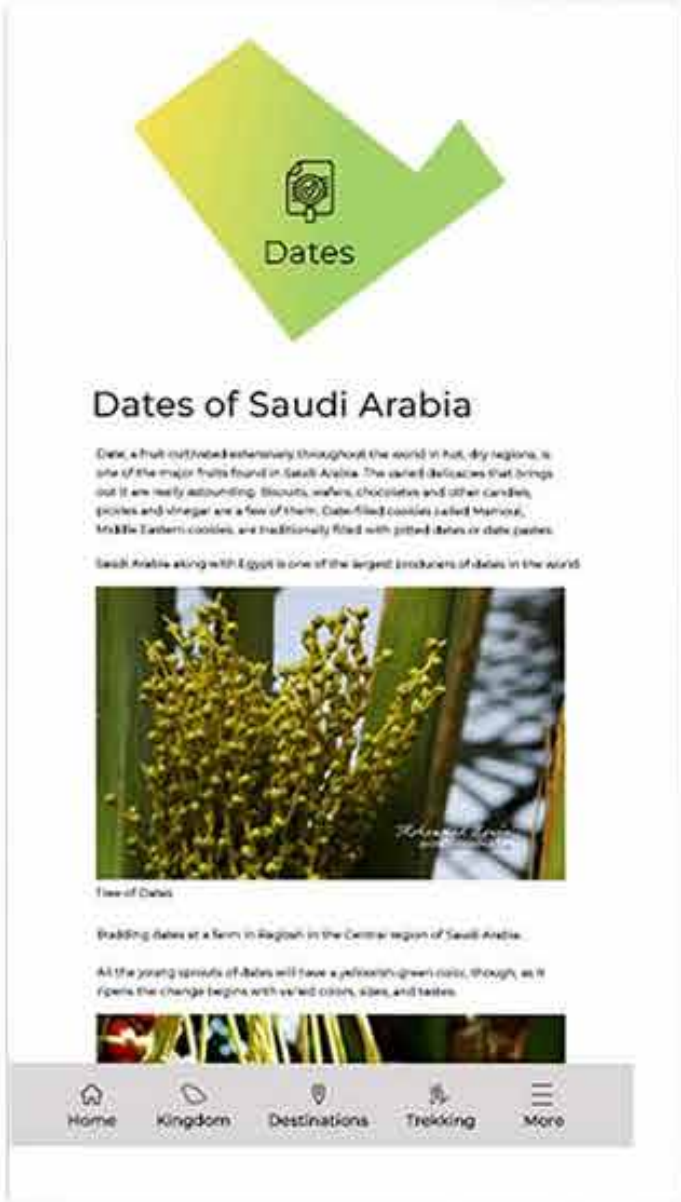 Dates
Dates of Saudi Arabia
Date, a fruit cultivated extensively throughout the world in hot, dry regions, is
one of the major fruits found in Saudi Arabia. The varied delicacies that brings
out it are really astounding. Biscuits, wafers, chocolates and other candies,
pickles and vinegar are a few of them. Date-filled cookies called Mamoul,
Middle Eastern cookies, are traditionally filled with pitted dates or date pastes.
Saudi Arabia along with Egypt is one of the largest producers of dates in the world
Tree of Dates
Budding dates at a farm in in the Central region of Saudi Arabia.
All the young sprouts of dates will have a yellowish-green color, though, as it
ripens the change begins with varied colors, sizes, and tastes.
Home Kingdom Destinations Trekking More